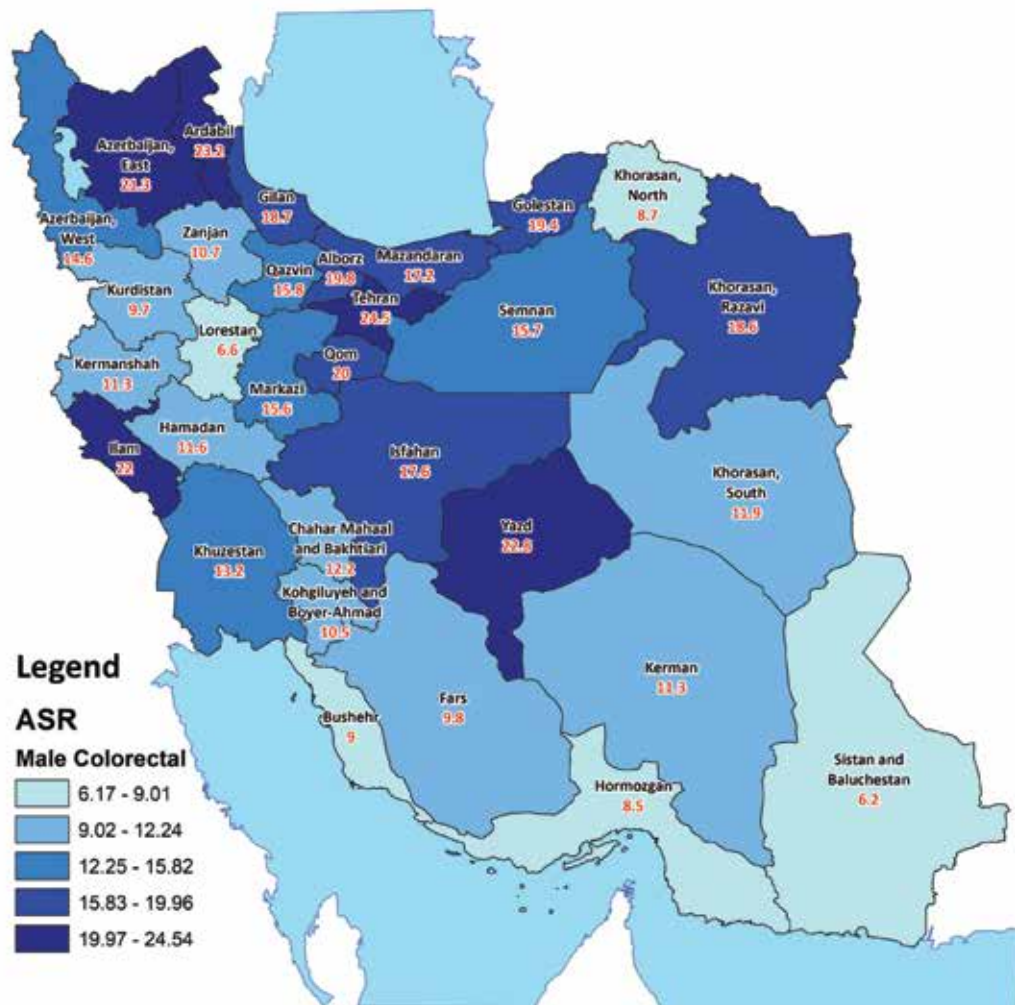 Ardabil
23.2
Azerbaijan,
East
21.3
Gilan
18.7
Golestan
19.4
Khorasan,
North
8.7
Azerbaijan,
West
14.6
Zanjan
10.7
Qazvin
15.8
Alborz
19.8
Mazandaran
17.2
Tehran
24.5
Semnan
15.7
Khorasan,
Razavi
18.6
Kurdistan
9.7
Lorestan
6.6
Qom
20
Kermanshah
11.3
Markazi
15.6
Hamadan
11.6
Ilam
22
Isfahan
17.6
Khorasan,
South
11.9
Yazd
22.8
Chahar Mahaal
and Bakhtiari
12.2
Khuzestan
13.2
Kohgiluyeh and
Boyer-Ahmad
10.5
Kerman
11.3
Fars
9.8
Bushehr
9
Hormozgan
8.5
Sistan and
Baluchestan
6.2
Legend
ASR
Male Colorectal
6.17 - 9.01
9.02 - 12.24
12.25 - 15.82
15.83 - 19.96
19.97 - 24.54